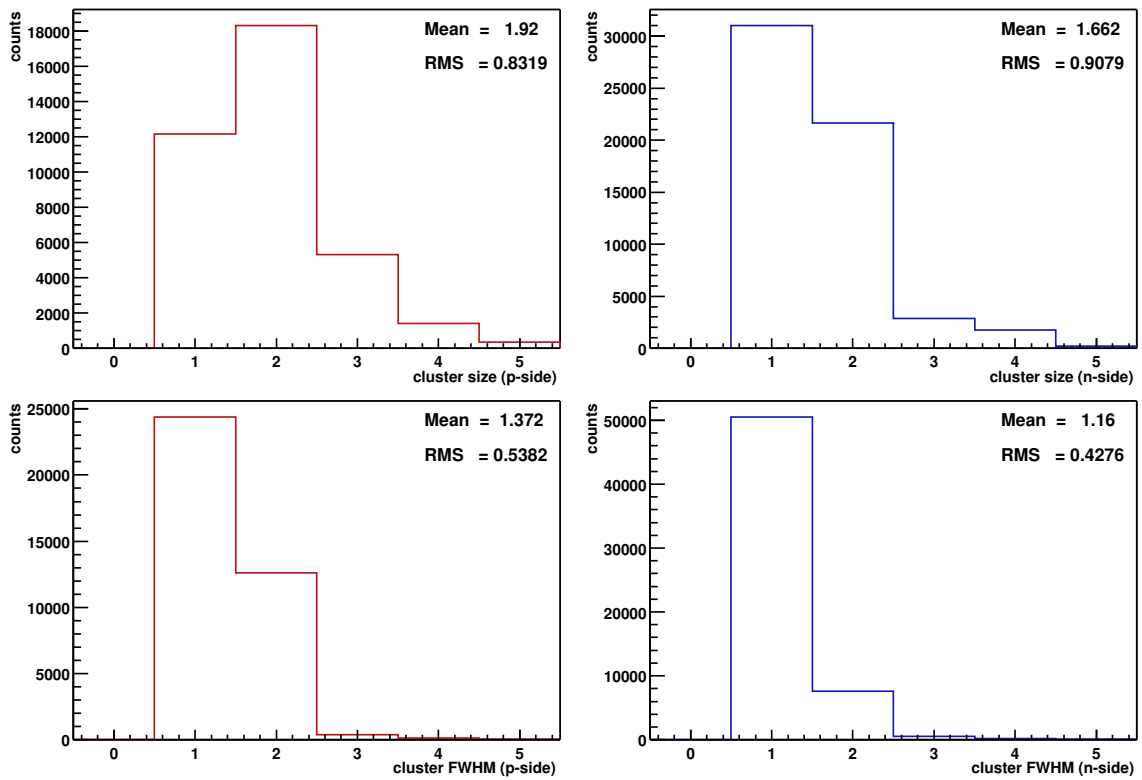 counts
Mean = 1.92
RMS = 0.8319
18000
16000
14000
12000
10000
8000
6000
4000
2000
0
0 1 2 3 4 5
cluster size (p-side)
counts
Mean = 1.662
RMS = 0.9079
30000
25000
20000
15000
10000
5000
0
0 1 2 3 4 5
cluster size (n-side)
counts
Mean = 1.372
RMS = 0.5382
25000
20000
15000
10000
5000
0
0 1 2 3 4 5
cluster FWHM (p-side)
counts
Mean = 1.16
RMS = 0.4276
50000
40000
30000
20000
10000
0
0 1 2 3 4 5
cluster FWHM (n-side)